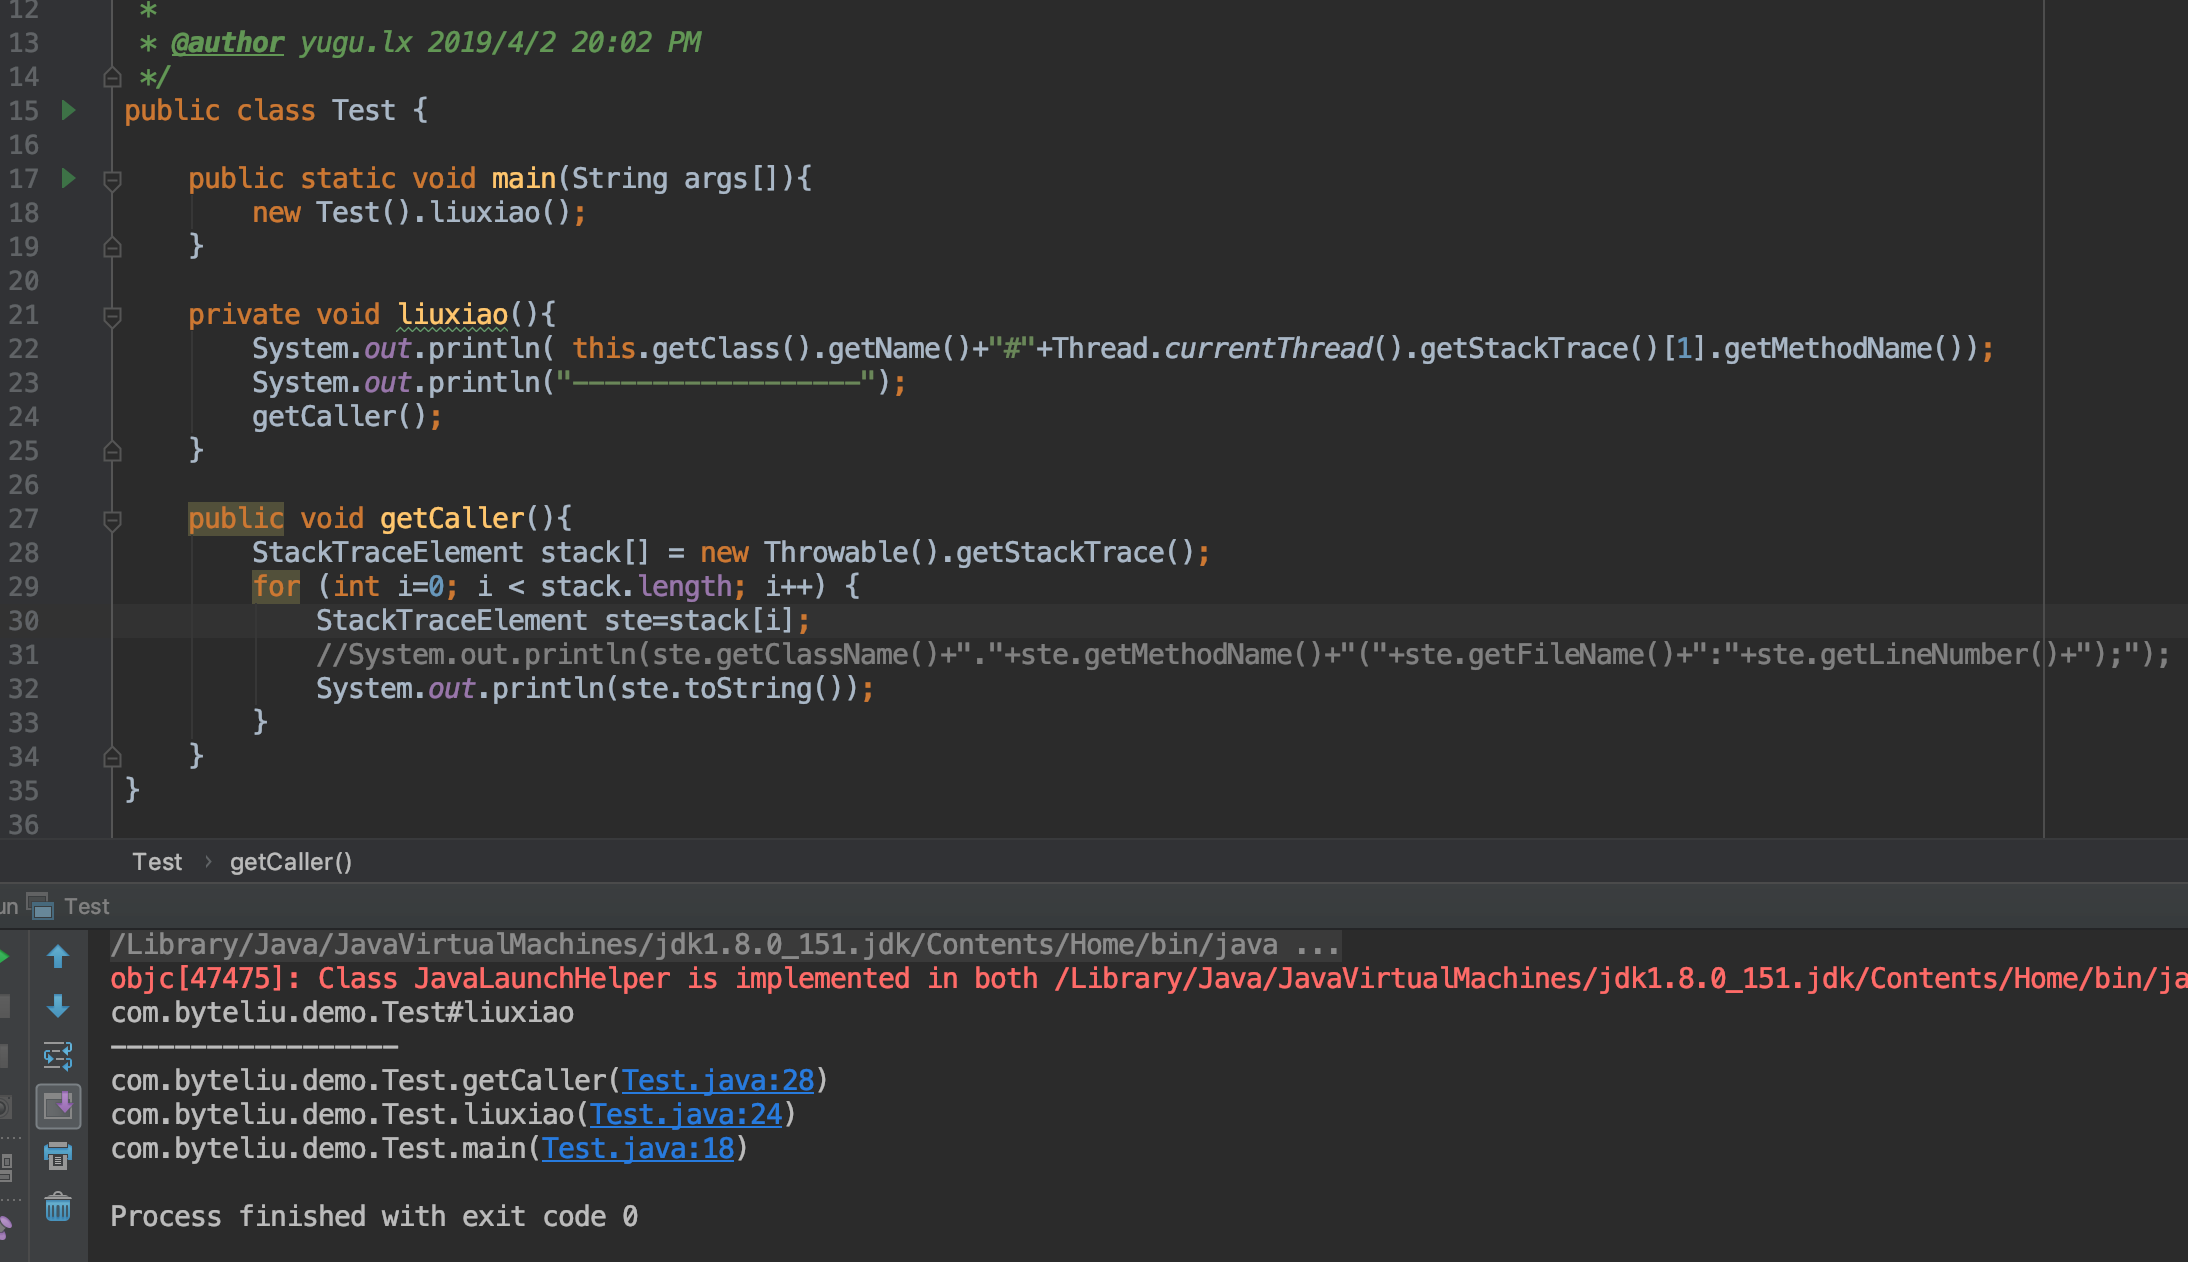 12 *
13 * @author yugu.lx 2019/4/2 20:02 PM
14 */
15 public class Test {
16
17 public static void main(String args[]){
18 new Test().liuxiao();
19 }
20
21 private void liuxiao(){
22 System.out.println( this.getClass().getName()+"#"+Thread.currentThread().getStackTrace()[1].getMethodName());
23 System.out.println("------------------");
24 getCaller();
25 }
26
27 public void getCaller(){
28 StackTraceElement stack[] = new Throwable().getStackTrace();
29 for (int i=0; i < stack.length; i++) {
30 StackTraceElement ste=stack[i];
31 //System.out.println(ste.getClassName()+"."+ste.getMethodName()+"("+ste.getFileName()+":"+ste.getLineNumber()+");");
32 System.out.println(ste.toString());
33 }
34 }
35 }
36
Test › getCaller()
un Test
/Library/Java/JavaVirtualMachines/jdk1.8.0_151.jdk/Contents/Home/bin/java ...
objc[47475]: Class JavaLaunchHelper is implemented in both /Library/Java/JavaVirtualMachines/jdk1.8.0_151.jdk/Contents/Home/bin/ja
com.byteliu.demo.Test#liuxiao
------------------
com.byteliu.demo.Test.getCaller(Test.java:28)
com.byteliu.demo.Test.liuxiao(Test.java:24)
com.byteliu.demo.Test.main(Test.java:18)
Process finished with exit code 0